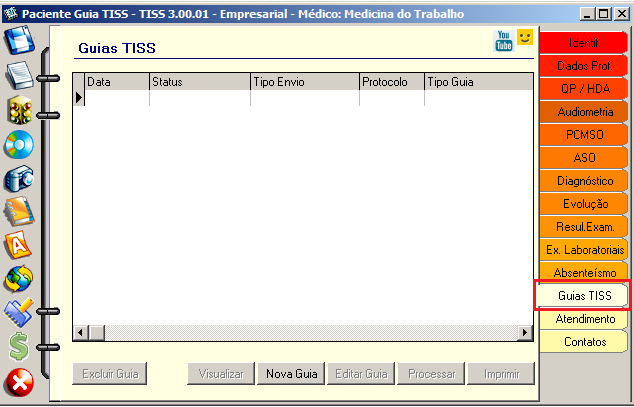 Paciente Guia TISS - TISS 3.00.01 - Empresarial - Médico: Medicina do Trabalho
Guias TISS
You
Tube
Data Status Tipo Envio Protocolo Tipo Guia
Identif.
Dados Prof.
QP / HDA
Audiometria
PCMSO
ASO
Diagnóstico
Evolução
Resul.Exam.
Ex. Laboratoriais
Absenteísmo
Guias TISS
Atendimento
Contatos
Excluir Guia Visualizar Nova Guia Editar Guia Processar Imprimir